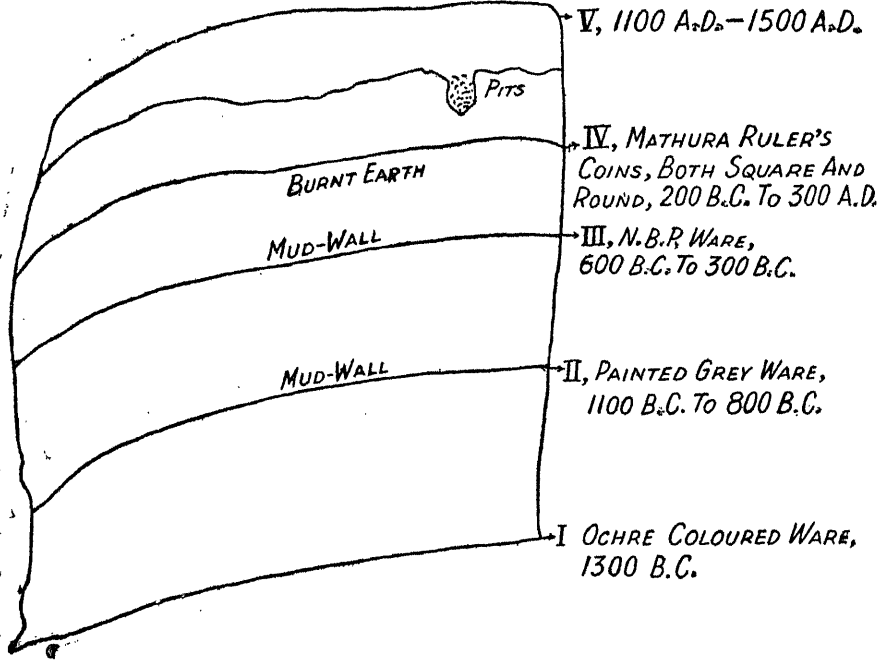 V, 1100 A.D.–1500 A.D.
PITS
IV, MATHURA RULER'S
COINS, BOTH SQUARE AND
ROUND, 200 B.C. TO 300 A.D.
BURNT EARTH
III, N.B.P. WARE,
600 B.C. TO 300 B.C.
MUD-WALL
II, PAINTED GREY WARE,
1100 B.C. TO 800 B.C.
MUD-WALL
I OCHRE COLOURED WARE,
1300 B.C.